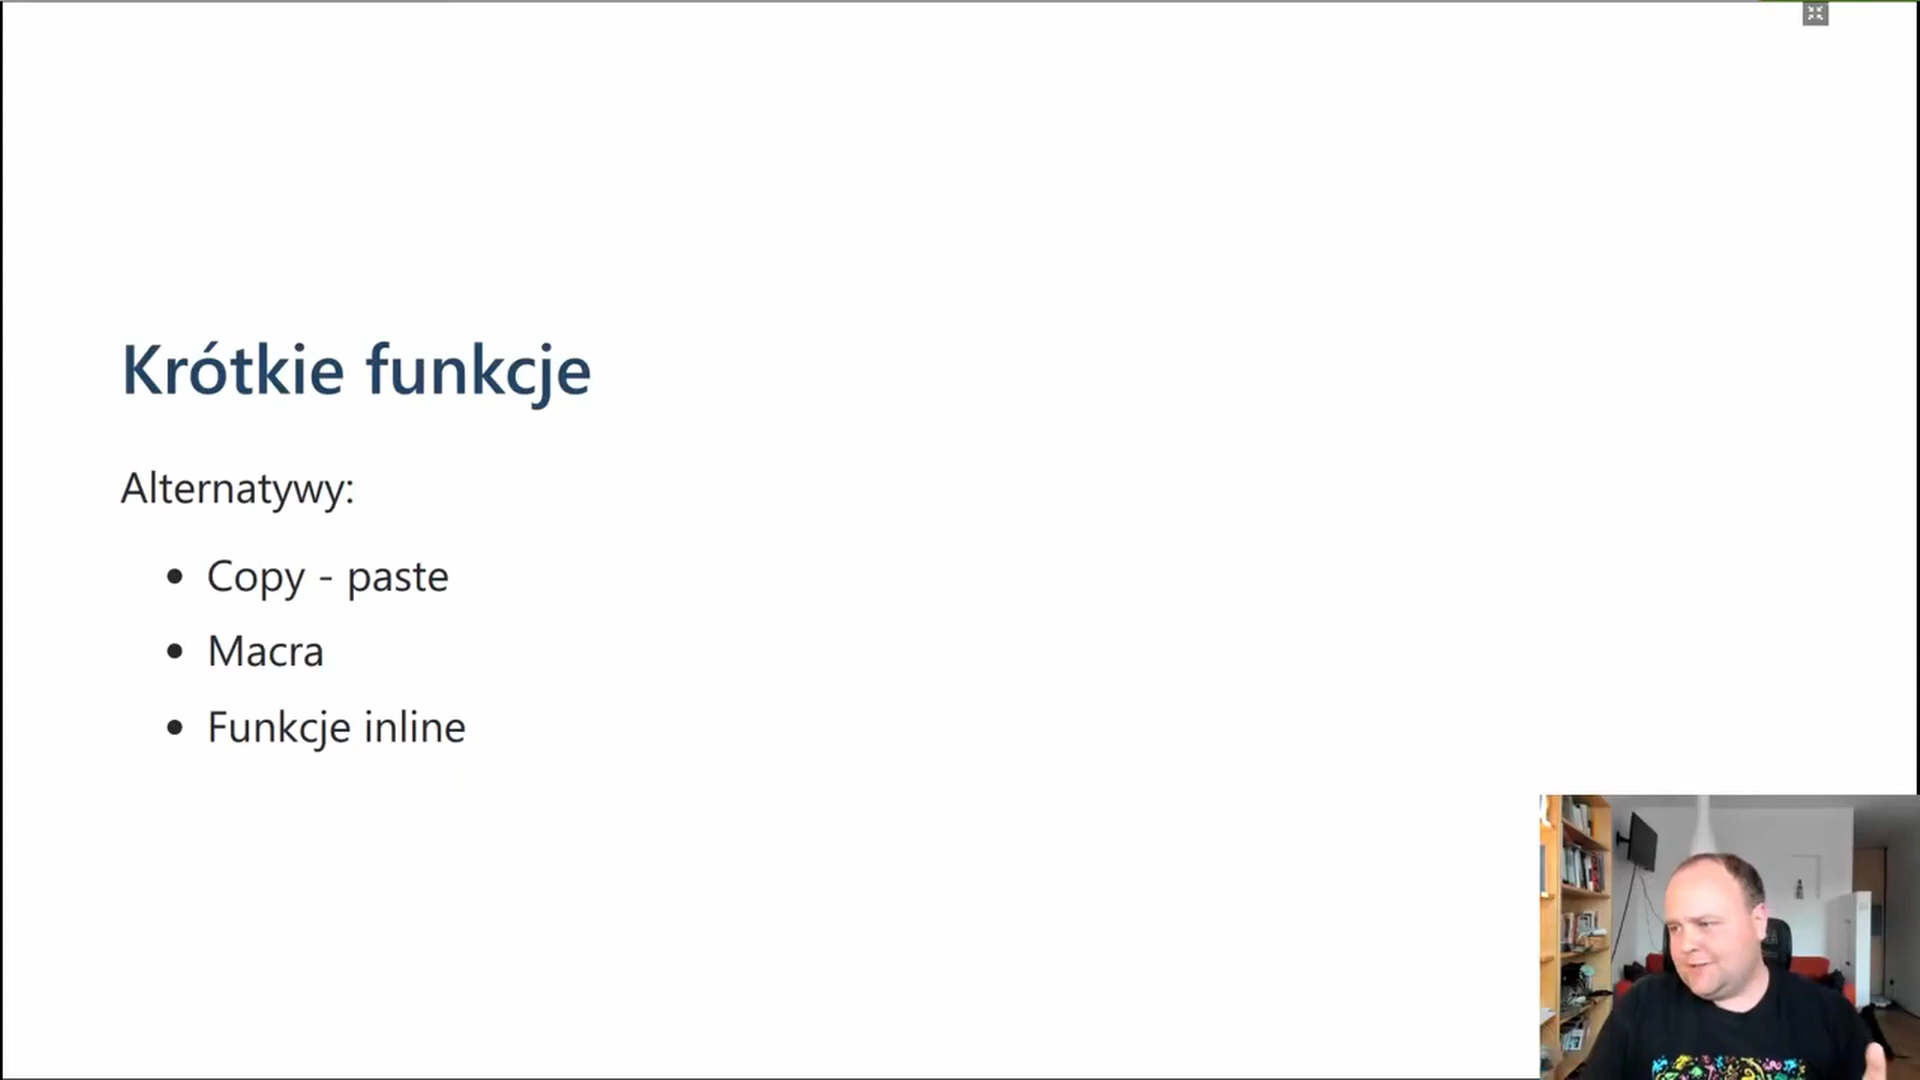 Krótkie funkcje
Alternatywy:
Copy - paste
Macra
Funkcje inline